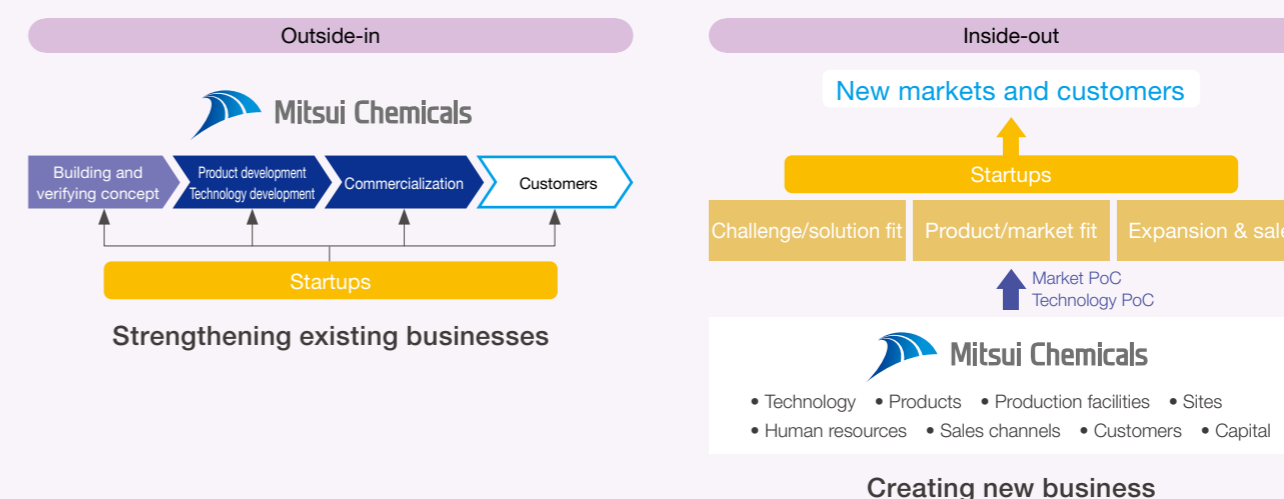 Outside-in
Mitsui Chemicals
Building and
verifying concept
Product development
Technology development
Commercialization
Customers
Startups
Strengthening existing businesses
Inside-out
New markets and customers
Startups
Challenge/solution fit
Product/market fit
Expansion & sale
Market PoC
Technology PoC
Mitsui Chemicals
• Technology • Products • Production facilities • Sites
• Human resources • Sales channels • Customers • Capital
Creating new business